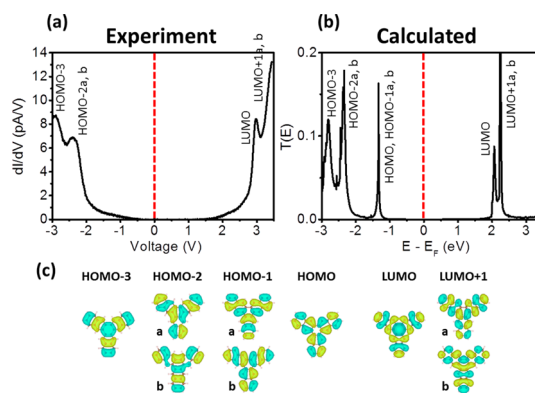 (a) Experiment
(b) Calculated
14
12
10
8
6
4
2
0
dI/dV (pA/V)
HOMO-3
HOMO-2a, b
LUMO
LUMO+1a, b
-3 -2 -1 0 1 2 3
Voltage (V)
0.2
0.1
0.0
T(E)
HOMO-3
HOMO-2a, b
HOMO, HOMO-1a, b
LUMO
LUMO+1a, b
-3 -2 -1 0 1 2 3
E - EF (eV)
(c)
HOMO-3 HOMO-2 HOMO-1 HOMO LUMO LUMO+1
a a a
b b b